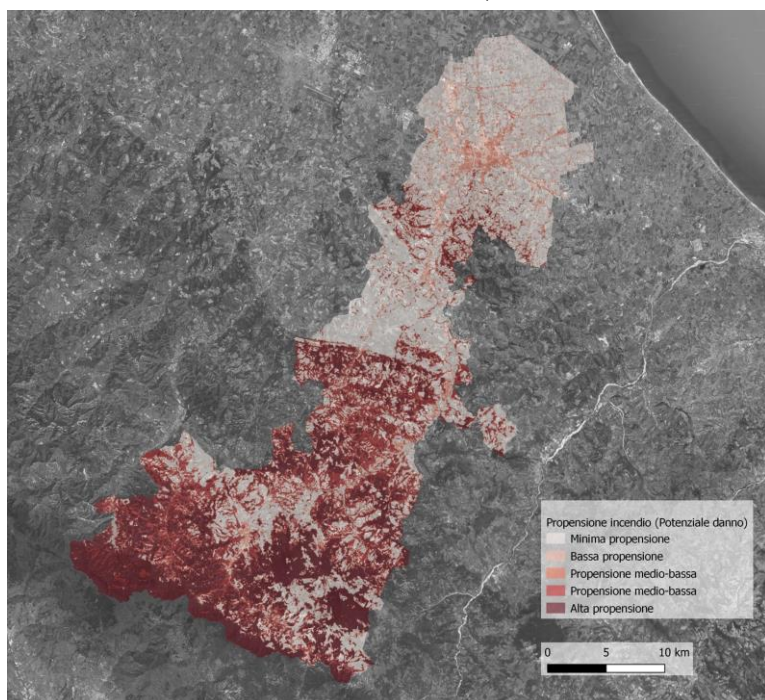 Propensione incendio (Potenziale danno)
Minima propensione
Bassa propensione
Propensione medio-bassa
Propensione medio-bassa
Alta propensione
0 5 10 km